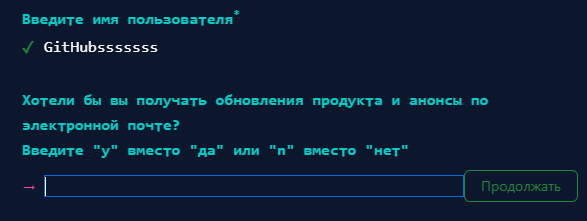 Введите имя пользователя*
✓ GitHubsssssss
Хотели бы вы получать обновления продукта и анонсы по
электронной почте?
Введите "y" вместо "да" или "n" вместо "нет"
→ Продолжать